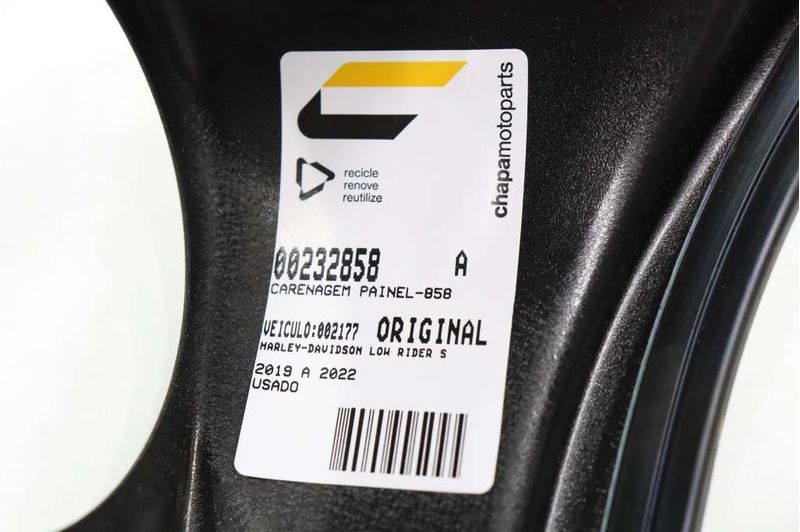 chapamotoparts
recicle
renove
reutilize
00232858 A
CARENAGEM PAINEL-858
VEICULO:002177 ORIGINAL
HARLEY-DAVIDSON LOW RIDER S
2019 A 2022
USADO